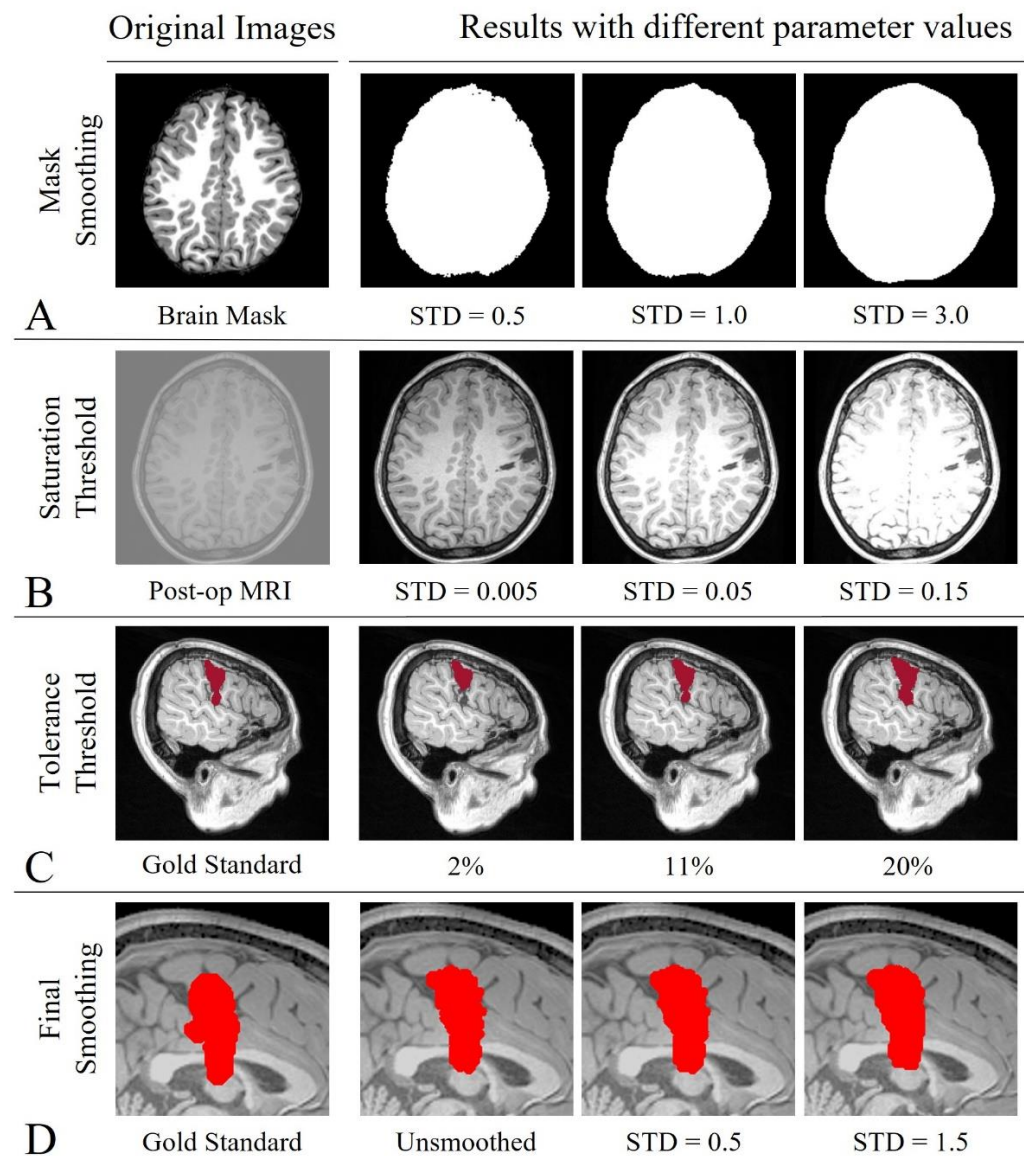 Original Images
Results with different parameter values
Mask
Smoothing
A
Brain Mask
STD = 0.5
STD = 1.0
STD = 3.0
Saturation
Threshold
B
Post-op MRI
STD = 0.005
STD = 0.05
STD = 0.15
Tolerance
Threshold
C
Gold Standard
2%
11%
20%
Final
Smoothing
D
Gold Standard
Unsmoothed
STD = 0.5
STD = 1.5